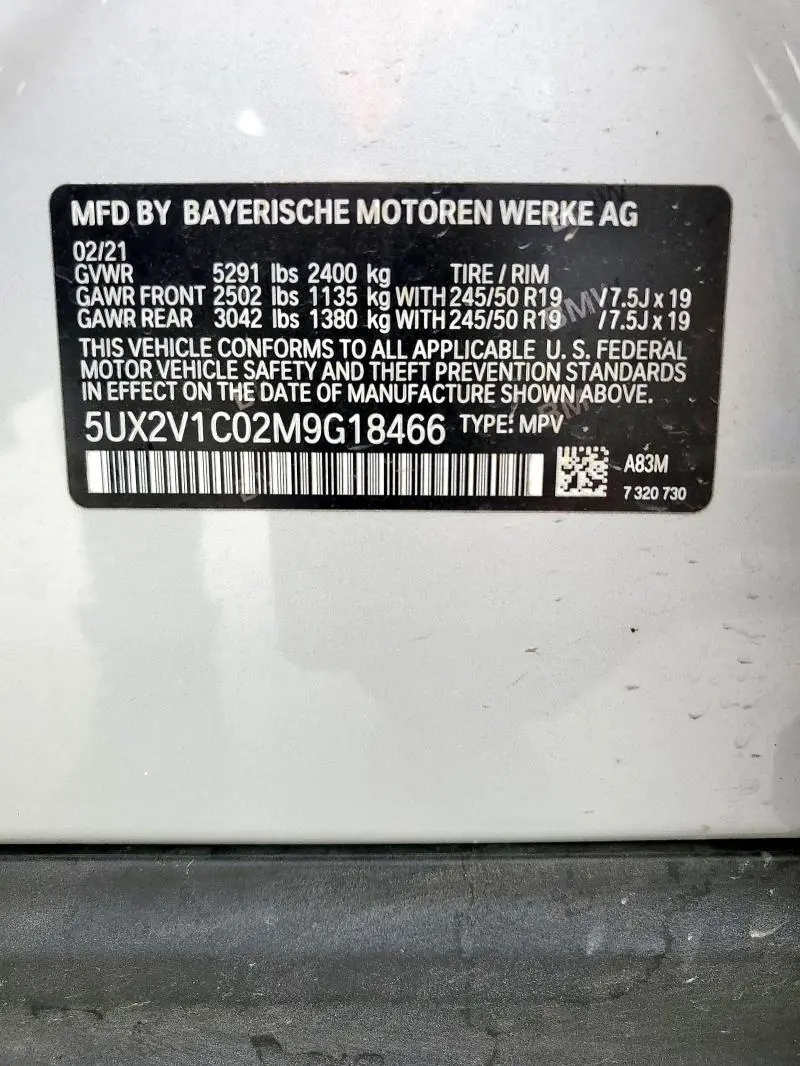 MFD BY BAYERISCHE MOTOREN WERKE AG
02/21
GVWR 5291 lbs 2400 kg TIRE / RIM
GAWR FRONT 2502 lbs 1135 kg WITH 245/50 R19 / 7.5J x 19
GAWR REAR 3042 lbs 1380 kg WITH 245/50 R19 / 7.5J x 19
THIS VEHICLE CONFORMS TO ALL APPLICABLE U. S. FEDERAL
MOTOR VEHICLE SAFETY AND THEFT PREVENTION STANDARDS
IN EFFECT ON THE DATE OF MANUFACTURE SHOWN ABOVE.
5UX2V1C02M9G18466 TYPE: MPV
A83M
7 320 730